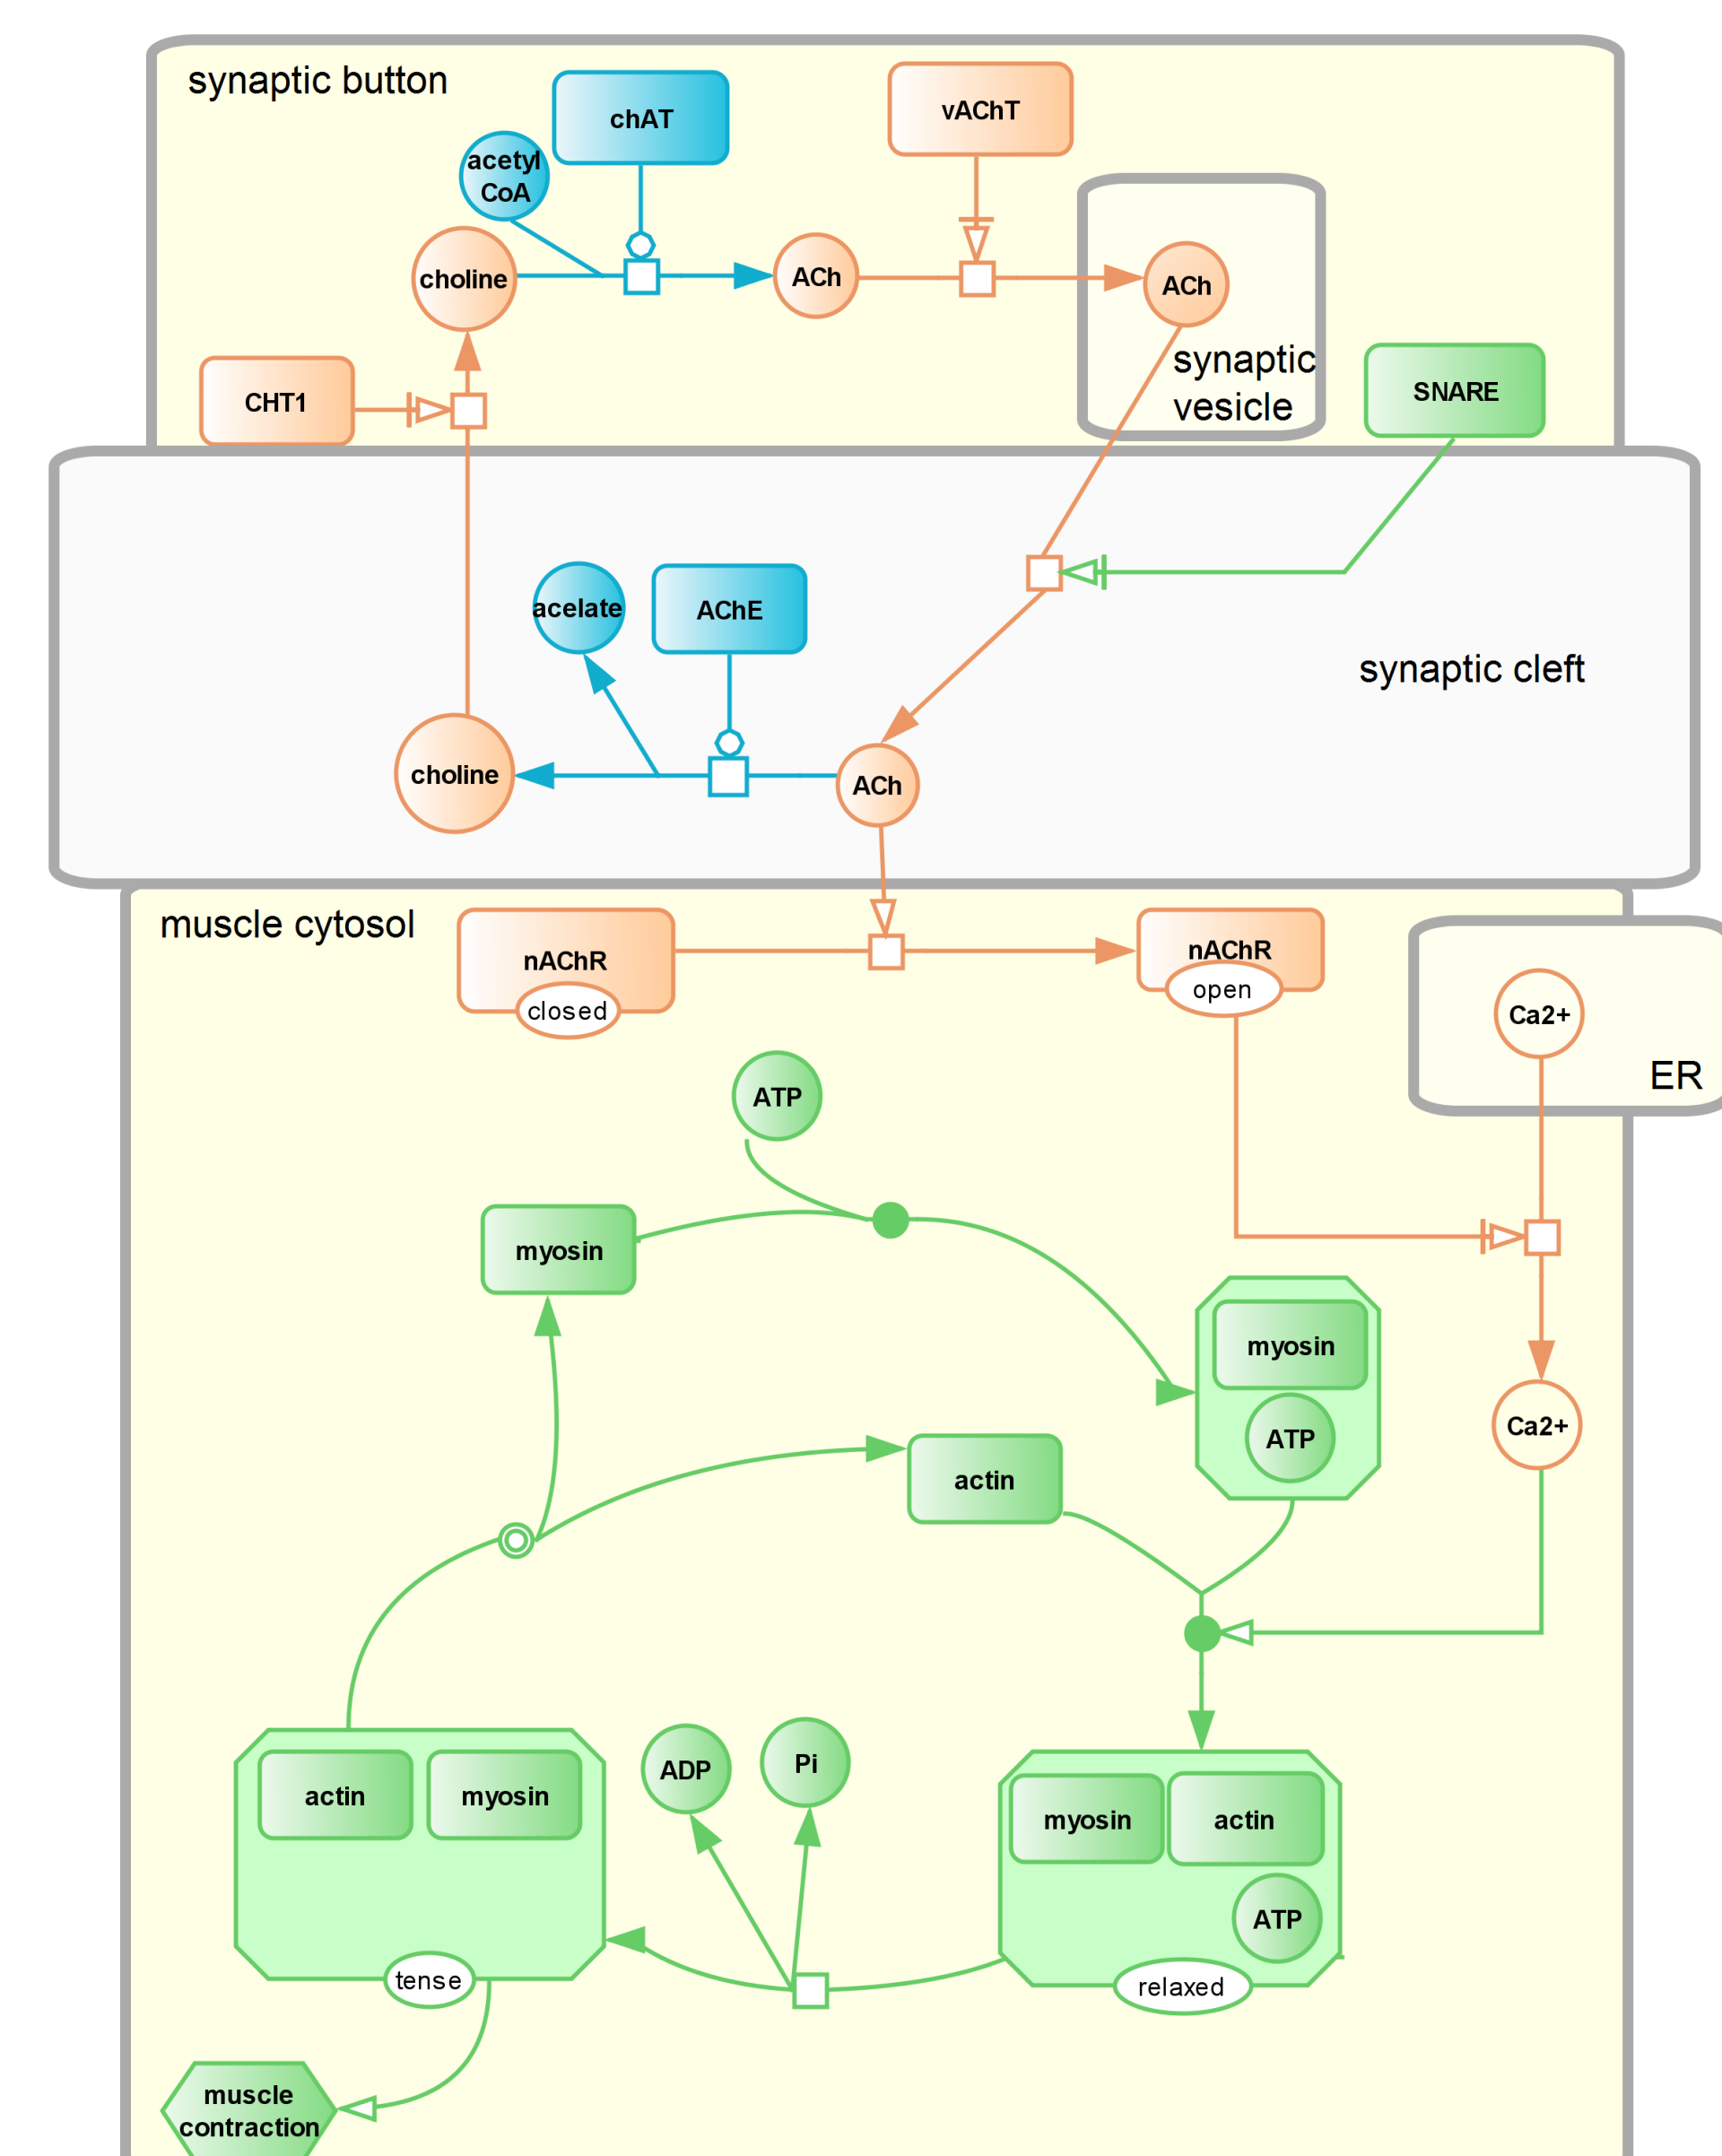 synaptic button
chAT
vAChT
acetyl
CoA
choline
ACh
ACh
synaptic
vesicle
CHT1
SNARE
acelate
AChE
synaptic cleft
choline
ACh
muscle cytosol
nAChR
closed
nAChR
open
Ca2+
ER
ATP
myosin
myosin
ATP
Ca2+
actin
actin
myosin
ADP
Pi
myosin
actin
ATP
tense
relaxed
muscle
contraction